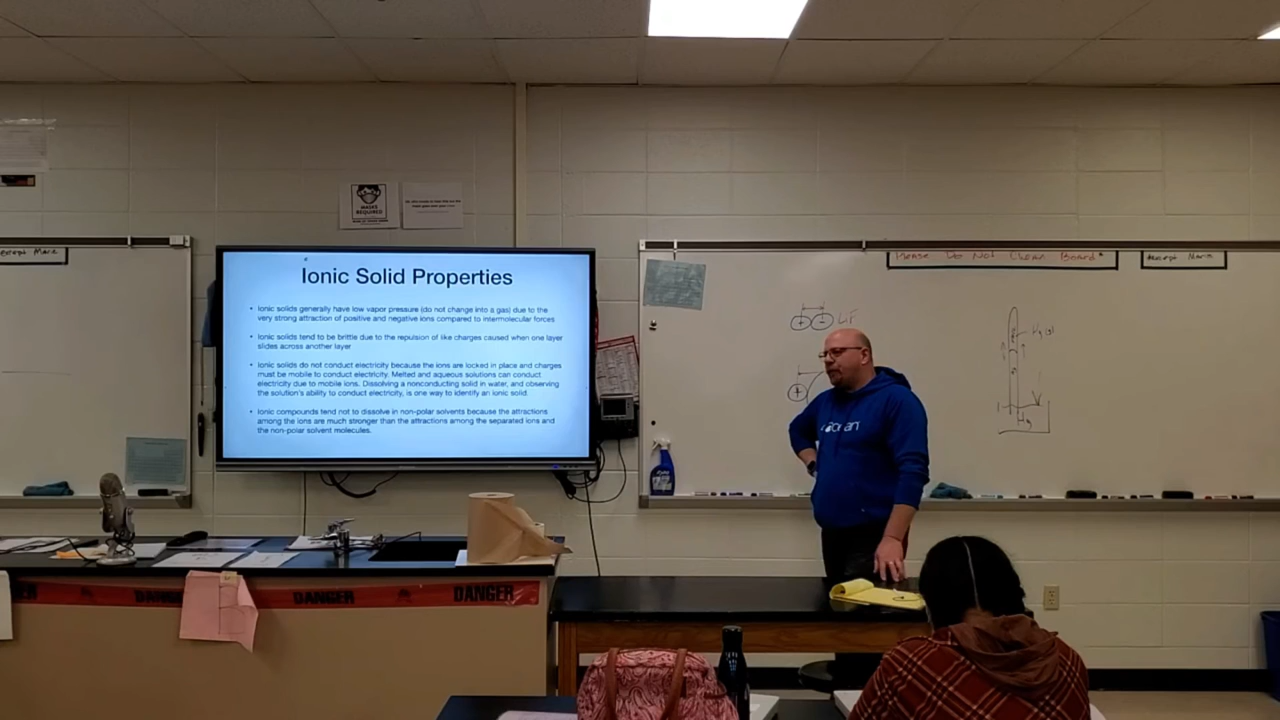 MASKS
REQUIRED
except Marie
Please Do Not Clean Board*
*except Marie
Ionic Solid Properties
• Ionic solids generally have low vapor pressure (do not change into a gas) due to the
very strong attraction of positive and negative ions compared to intermolecular forces
• Ionic solids tend to be brittle due to the repulsion of like charges caused when one layer
slides across another layer
• Ionic solids do not conduct electricity because the ions are locked in place and charges
must be mobile to conduct electricity. Melted and aqueous solutions can conduct
electricity due to mobile ions. Dissolving a nonconducting solid in water, and observing
the solution's ability to conduct electricity, is one way to identify an ionic solid.
• Ionic compounds tend not to dissolve in non-polar solvents because the attractions
among the ions are much stronger than the attractions among the separated ions and
the non-polar solvent molecules.
LiF
+
Hg (g)
Hg
DANGER
DANGER
DANGER